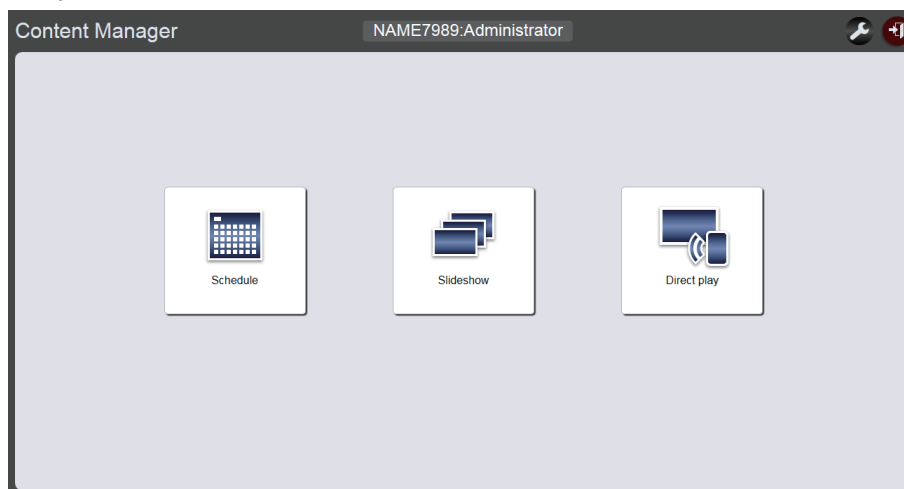 Content Manager
NAME7989:Administrator
Schedule
Slideshow
Direct play